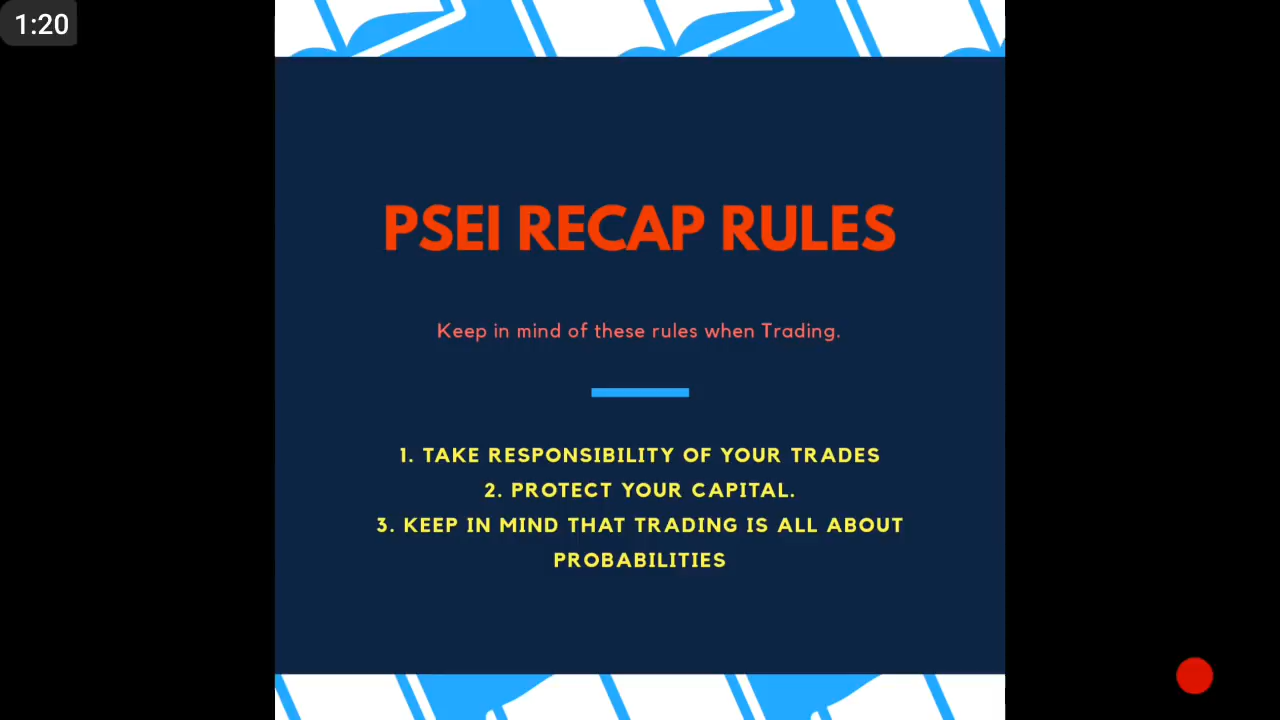 1:20
PSEI RECAP RULES
Keep in mind of these rules when Trading.
1. TAKE RESPONSIBILITY OF YOUR TRADES
2. PROTECT YOUR CAPITAL.
3. KEEP IN MIND THAT TRADING IS ALL ABOUT
PROBABILITIES